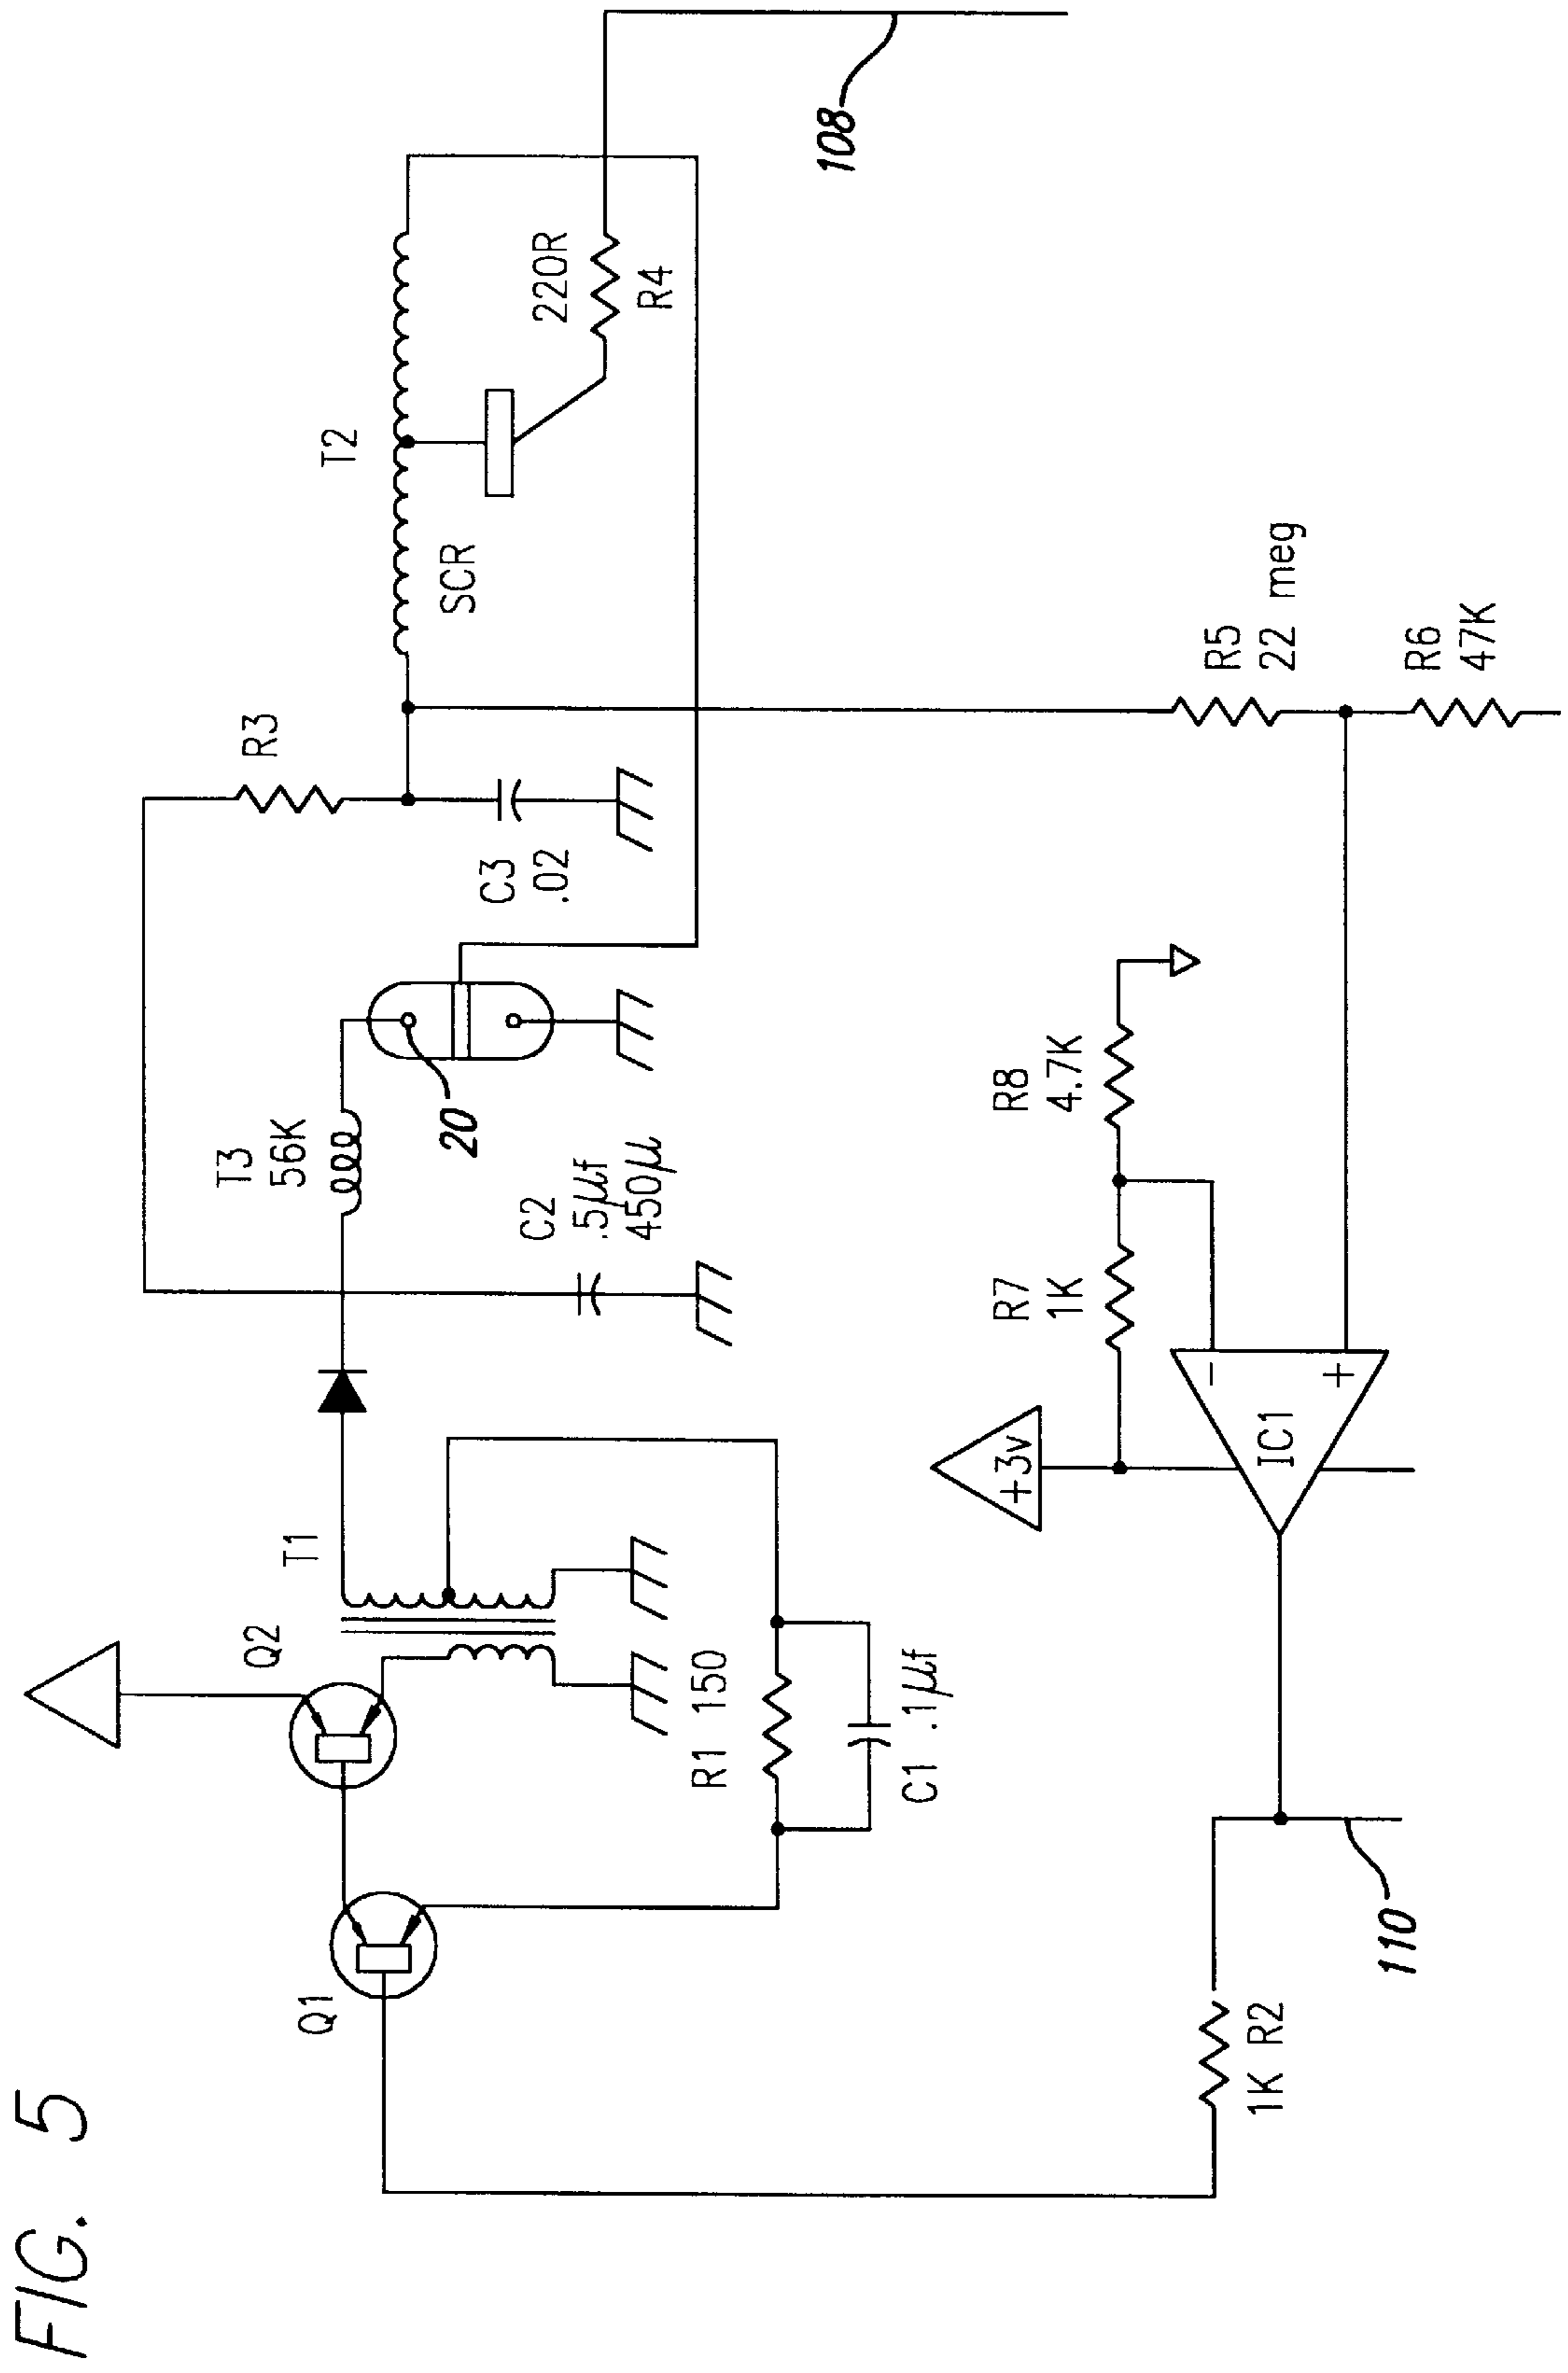 FIG. 5
Q1
Q2
T1
T3
56K
20
R3
T2
SCR
220R
R4
108
C3
.02
C2
.5µf
450µ
R1 150
C1 .1µf
+3v
R7
1K
R8
4.7K
R5
22 meg
R6
47K
IC1
−
+
1K R2
110